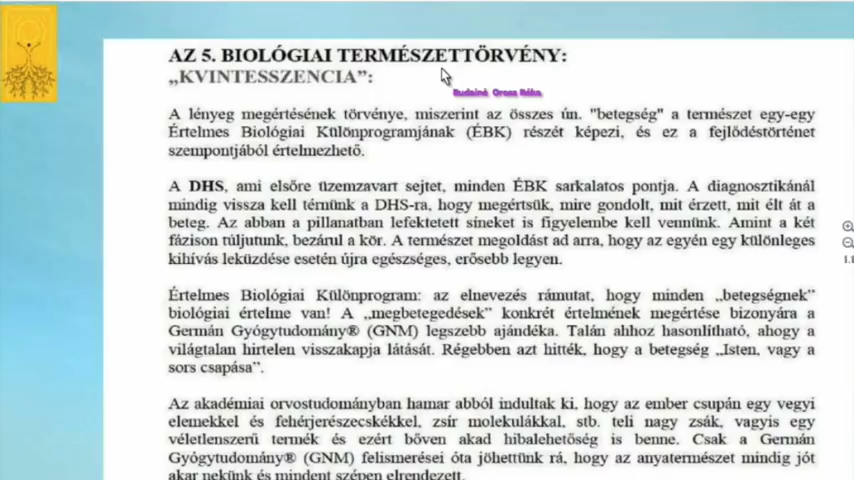 AZ 5. BIOLÓGIAI TERMÉSZETTÖRVÉNY:
„KVINTESSZENCIA”:
Budainé Orosz Réka
A lényeg megértésének törvénye, miszerint az összes ún. "betegség" a természet egy-egy
Értelmes Biológiai Különprogramjának (ÉBK) részét képezi, és ez a fejlődéstörténet
szempontjából értelmezhető.
A DHS, ami elsőre üzemzavart sejtet, minden ÉBK sarkalatos pontja. A diagnosztikánál
mindig vissza kell térnünk a DHS-ra, hogy megértsük, mire gondolt, mit érzett, mit élt át a
beteg. Az abban a pillanatban lefektetett síneket is figyelembe kell vennünk. Amint a két
fázison túljutunk, bezárul a kör. A természet megoldást ad arra, hogy az egyén egy különleges
kihívás leküzdése esetén újra egészséges, erősebb legyen.
Értelmes Biológiai Különprogram: az elnevezés rámutat, hogy minden „betegségnek”
biológiai értelme van! A „megbetegedések” konkrét értelmének megértése bizonyára a
Germán Gyógytudomány® (GNM) legszebb ajándéka. Talán ahhoz hasonlítható, ahogy a
világtalan hirtelen visszakapja látását. Régebben azt hitték, hogy a betegség „Isten, vagy a
sors csapása”.
Az akadémiai orvostudományban hamar abból indultak ki, hogy az ember csupán egy vegyi
elemekkel és fehérjerészecskékkel, zsír molekulákkal, stb. teli nagy zsák, vagyis egy
véletlenszerű termék és ezért bőven akad hibalehetőség is benne. Csak a Germán
Gyógytudomány® (GNM) felismerései óta jöhettünk rá, hogy az anyatermészet mindig jót
akar nekünk és mindent szépen elrendezett.